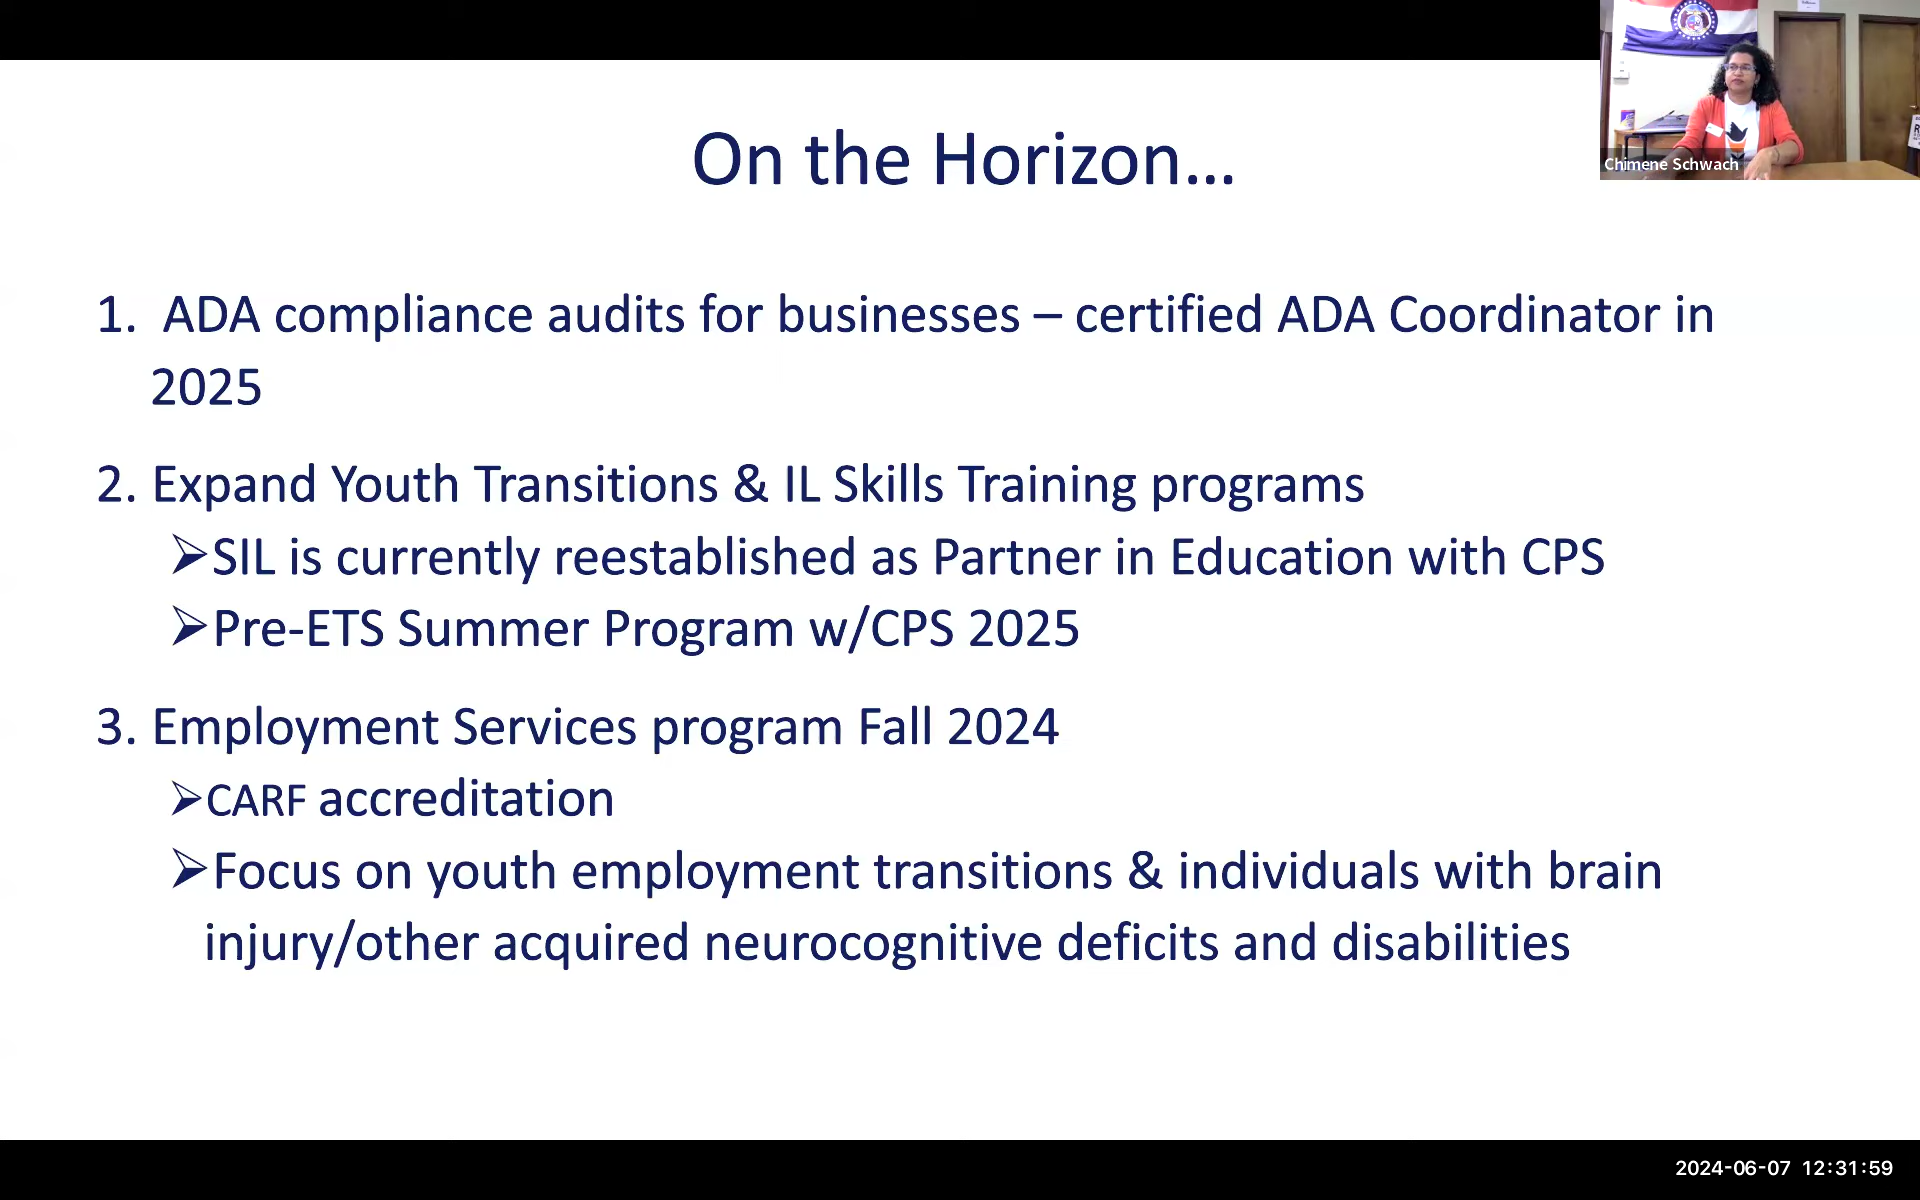 On the Horizon...
Chimene Schwach
1. ADA compliance audits for businesses – certified ADA Coordinator in
2025
2. Expand Youth Transitions & IL Skills Training programs
➢SIL is currently reestablished as Partner in Education with CPS
➢Pre-ETS Summer Program w/CPS 2025
3. Employment Services program Fall 2024
➢CARF accreditation
➢Focus on youth employment transitions & individuals with brain
injury/other acquired neurocognitive deficits and disabilities
2024-06-07 12:31:59